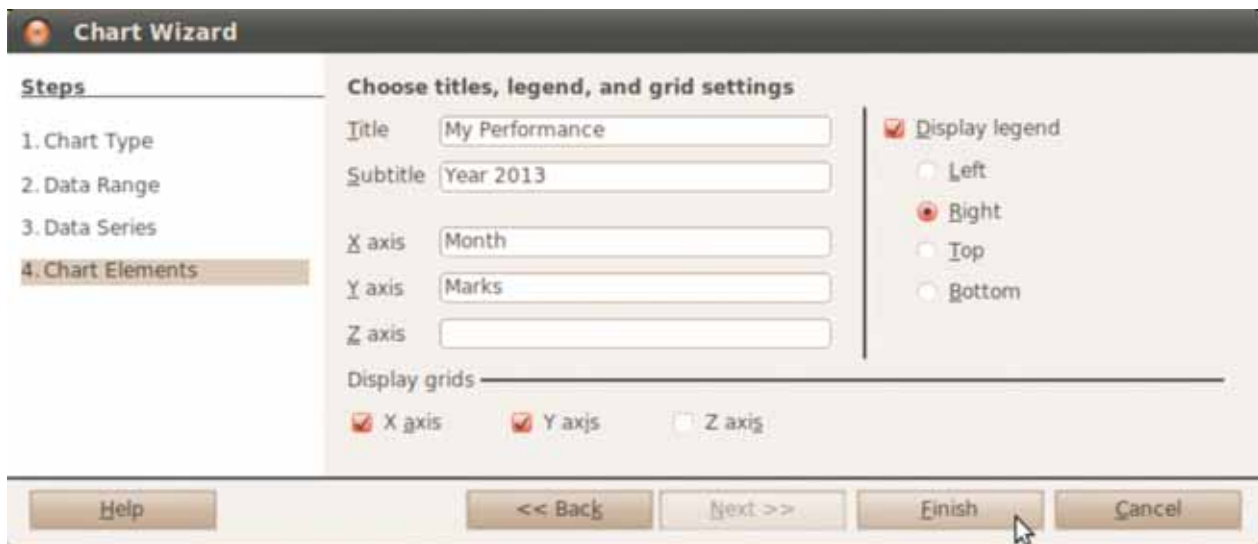 Chart Wizard
Steps
1. Chart Type
2. Data Range
3. Data Series
4. Chart Elements
Choose titles, legend, and grid settings
Title My Performance
Subtitle Year 2013
X axis Month
Y axis Marks
Z axis
Display legend
Left
Right
Top
Bottom
Display grids
X axis Y axis Z axis
Help << Back Next >> Finish Cancel